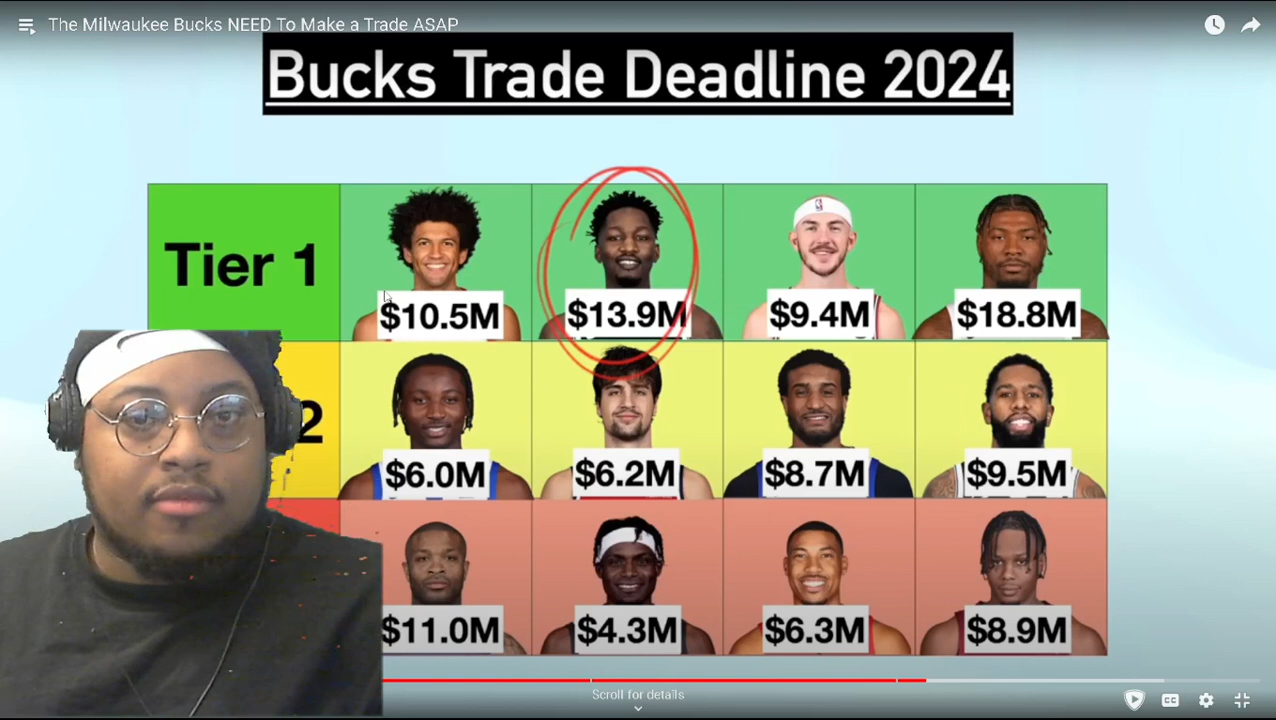 The Milwaukee Bucks NEED To Make a Trade ASAP
Bucks Trade Deadline 2024
Tier 1
$10.5M
$13.9M
$9.4M
$18.8M
2
$6.0M
$6.2M
$8.7M
$9.5M
$11.0M
$4.3M
$6.3M
$8.9M
Scroll for details
CC